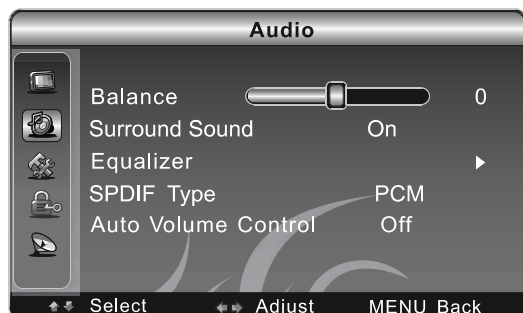 Audio
Balance 0
Surround Sound On
Equalizer
SPDIF Type PCM
Auto Volume Control Off
Select Adjust MENU Back